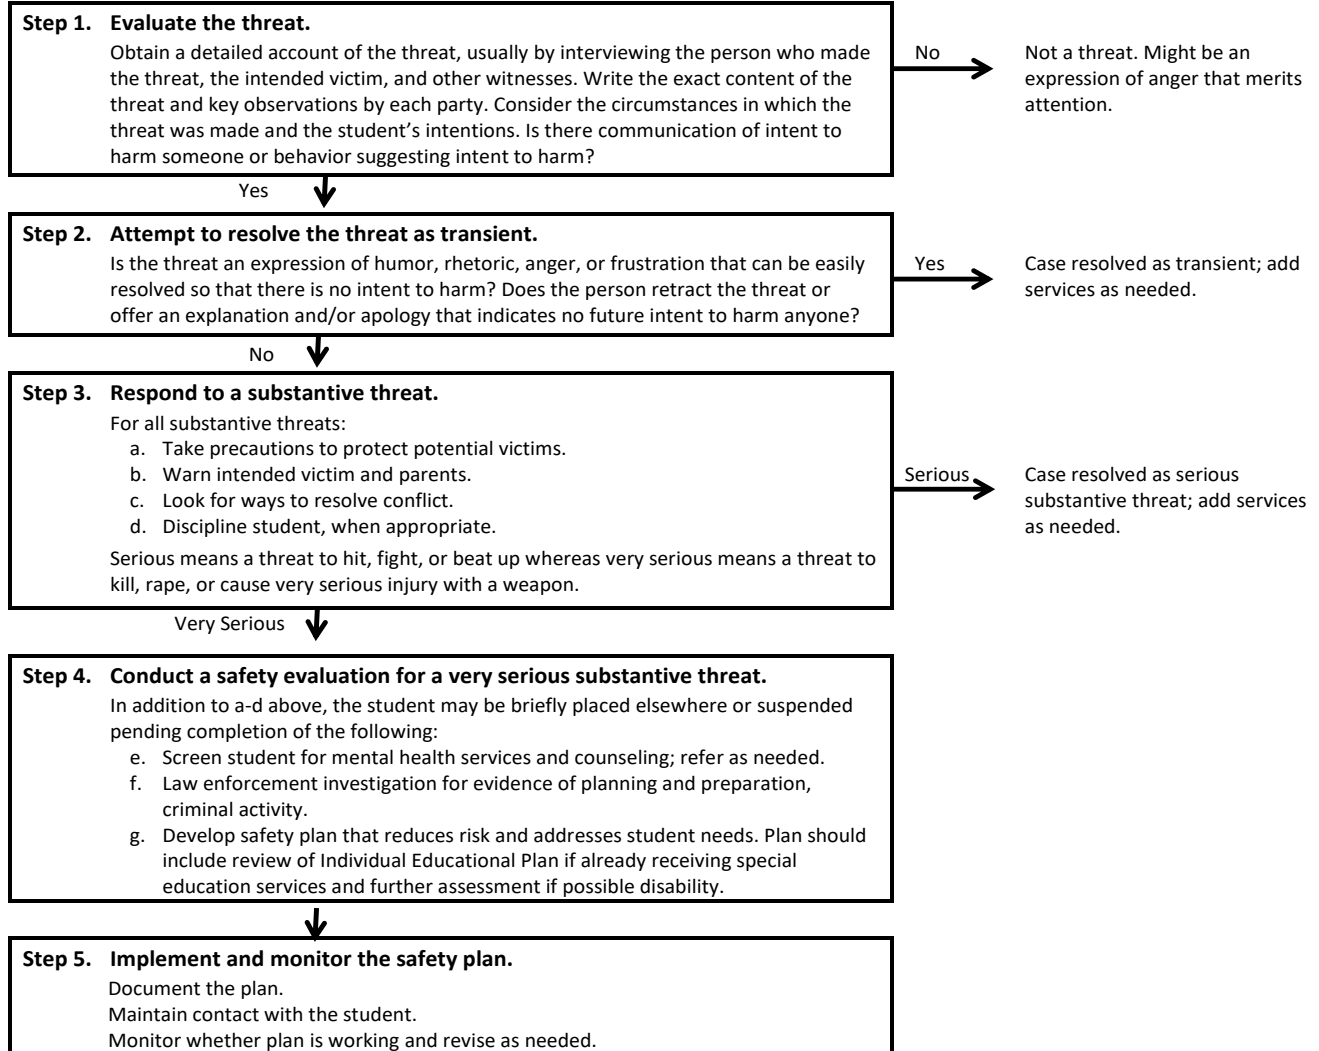 Step 1. Evaluate the threat.
Obtain a detailed account of the threat, usually by interviewing the person who made
the threat, the intended victim, and other witnesses. Write the exact content of the
threat and key observations by each party. Consider the circumstances in which the
threat was made and the student’s intentions. Is there communication of intent to
harm someone or behavior suggesting intent to harm?
No
Not a threat. Might be an
expression of anger that merits
attention.
Yes
Step 2. Attempt to resolve the threat as transient.
Is the threat an expression of humor, rhetoric, anger, or frustration that can be easily
resolved so that there is no intent to harm? Does the person retract the threat or
offer an explanation and/or apology that indicates no future intent to harm anyone?
Yes
Case resolved as transient; add
services as needed.
No
Step 3. Respond to a substantive threat.
For all substantive threats:
a. Take precautions to protect potential victims.
b. Warn intended victim and parents.
c. Look for ways to resolve conflict.
d. Discipline student, when appropriate.
Serious means a threat to hit, fight, or beat up whereas very serious means a threat to
kill, rape, or cause very serious injury with a weapon.
Serious
Case resolved as serious
substantive threat; add services
as needed.
Very Serious
Step 4. Conduct a safety evaluation for a very serious substantive threat.
In addition to a-d above, the student may be briefly placed elsewhere or suspended
pending completion of the following:
e. Screen student for mental health services and counseling; refer as needed.
f. Law enforcement investigation for evidence of planning and preparation,
criminal activity.
g. Develop safety plan that reduces risk and addresses student needs. Plan should
include review of Individual Educational Plan if already receiving special
education services and further assessment if possible disability.
Step 5. Implement and monitor the safety plan.
Document the plan.
Maintain contact with the student.
Monitor whether plan is working and revise as needed.